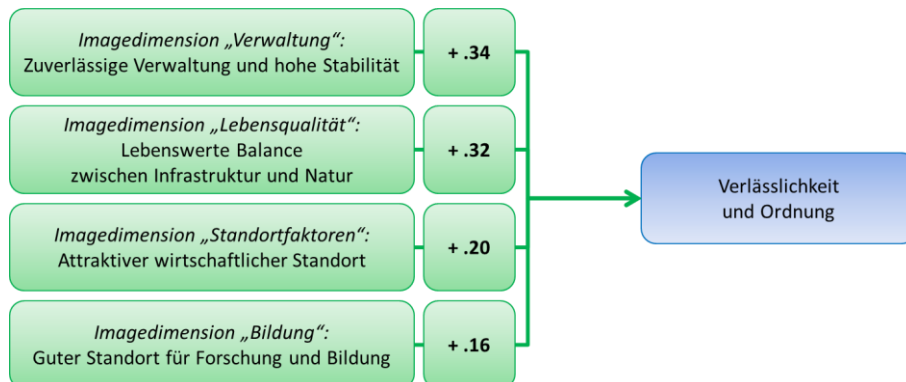 Imagedimension „Verwaltung“:
Zuverlässige Verwaltung und hohe Stabilität
+ .34
Imagedimension „Lebensqualität“:
Lebenswerte Balance
zwischen Infrastruktur und Natur
+ .32
Imagedimension „Standortfaktoren“:
Attraktiver wirtschaftlicher Standort
+ .20
Imagedimension „Bildung“:
Guter Standort für Forschung und Bildung
+ .16
Verlässlichkeit
und Ordnung